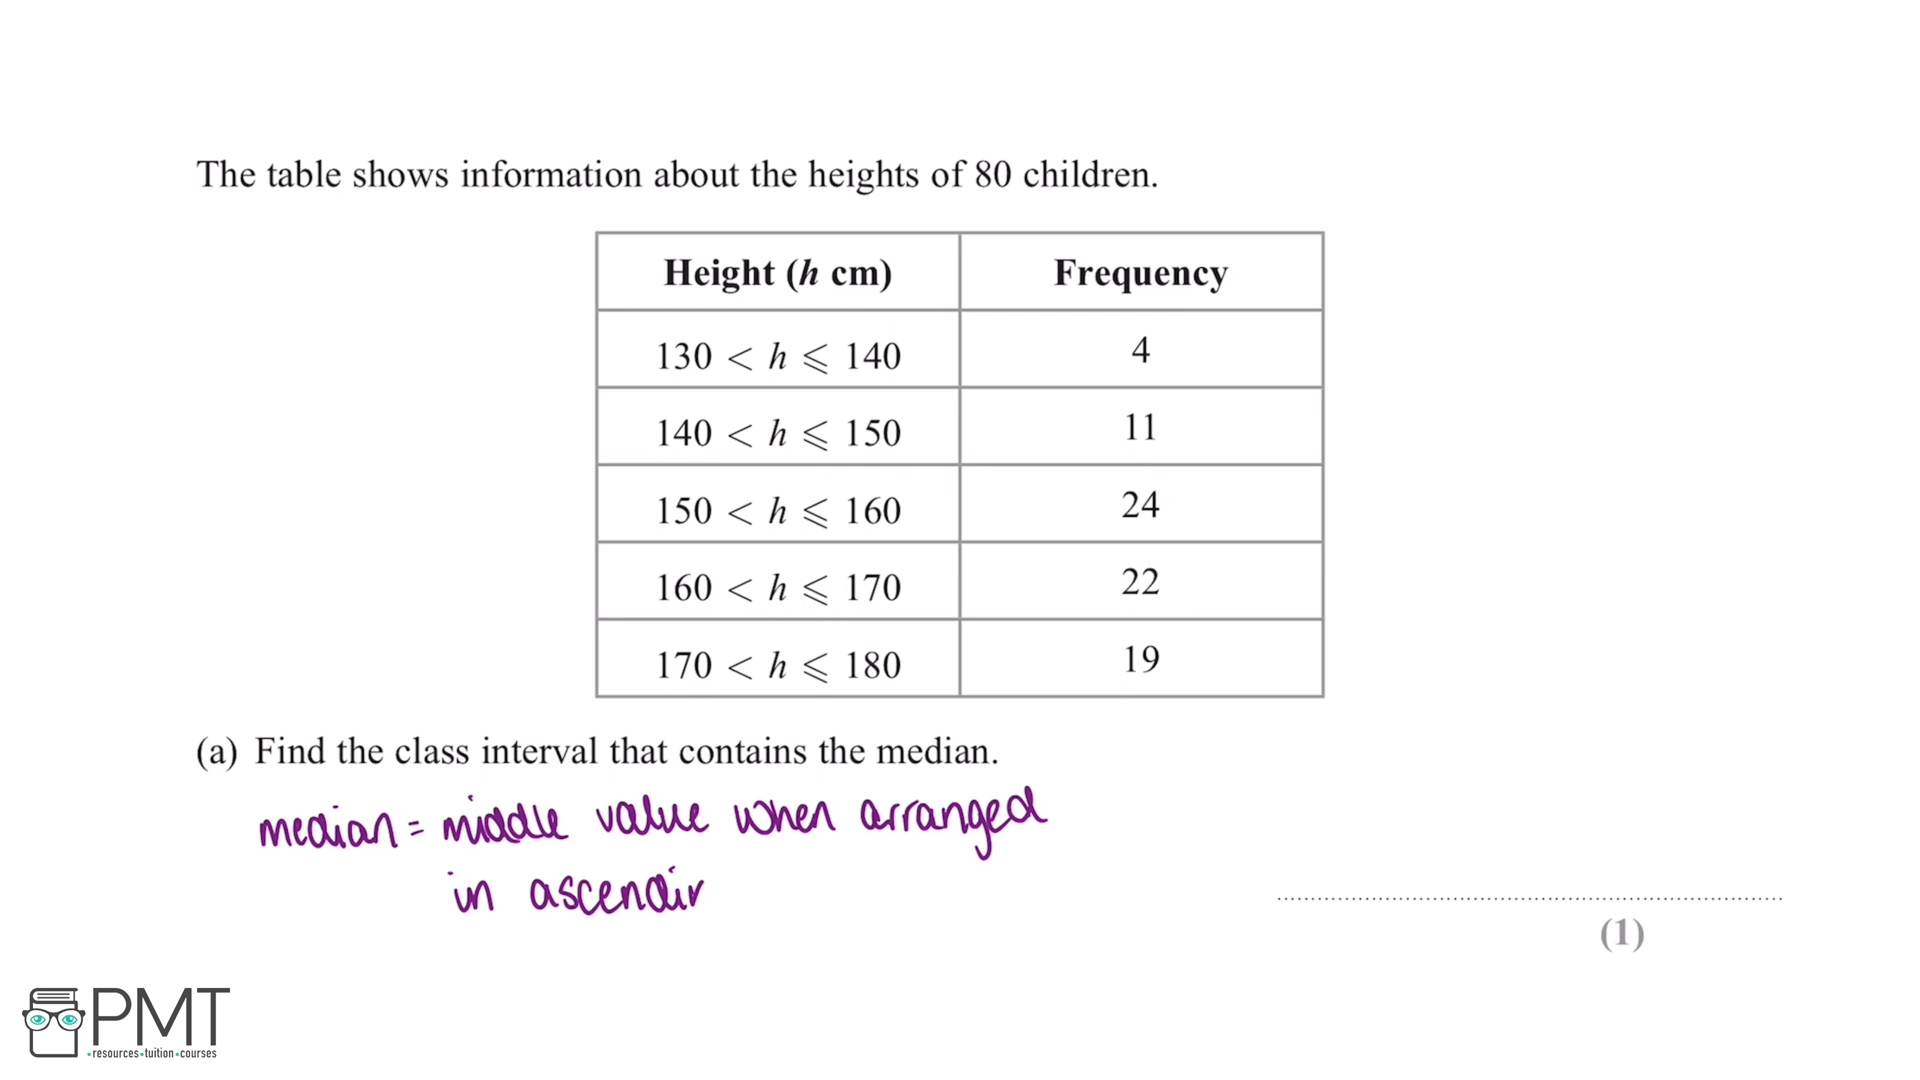 The table shows information about the heights of 80 children.
Height (h cm) Frequency
130 < h ⩽ 140 4
140 < h ⩽ 150 11
150 < h ⩽ 160 24
160 < h ⩽ 170 22
170 < h ⩽ 180 19
(a) Find the class interval that contains the median.
median = middle value when arranged
in ascendir
(1)
PMT
resources•tuition•courses